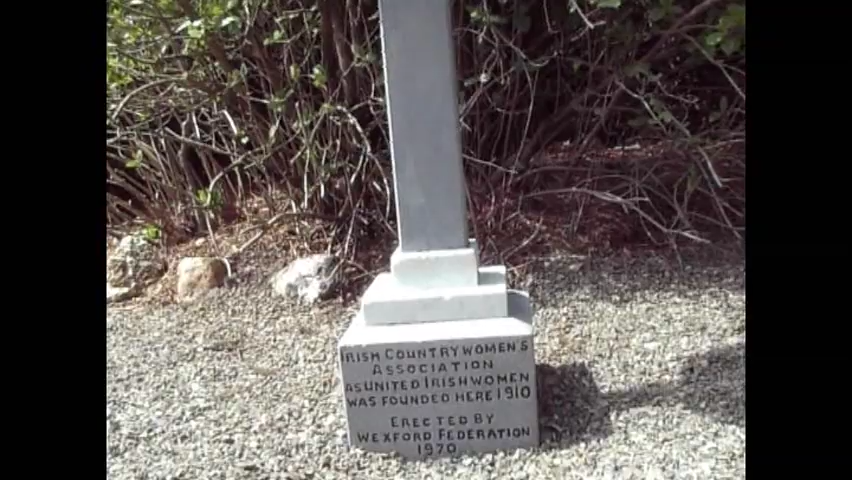 IRISH COUNTRYWOMEN'S
ASSOCIATION
AS UNITED IRISHWOMEN
WAS FOUNDED HERE 1910
ERECTED BY
WEXFORD FEDERATION
1970